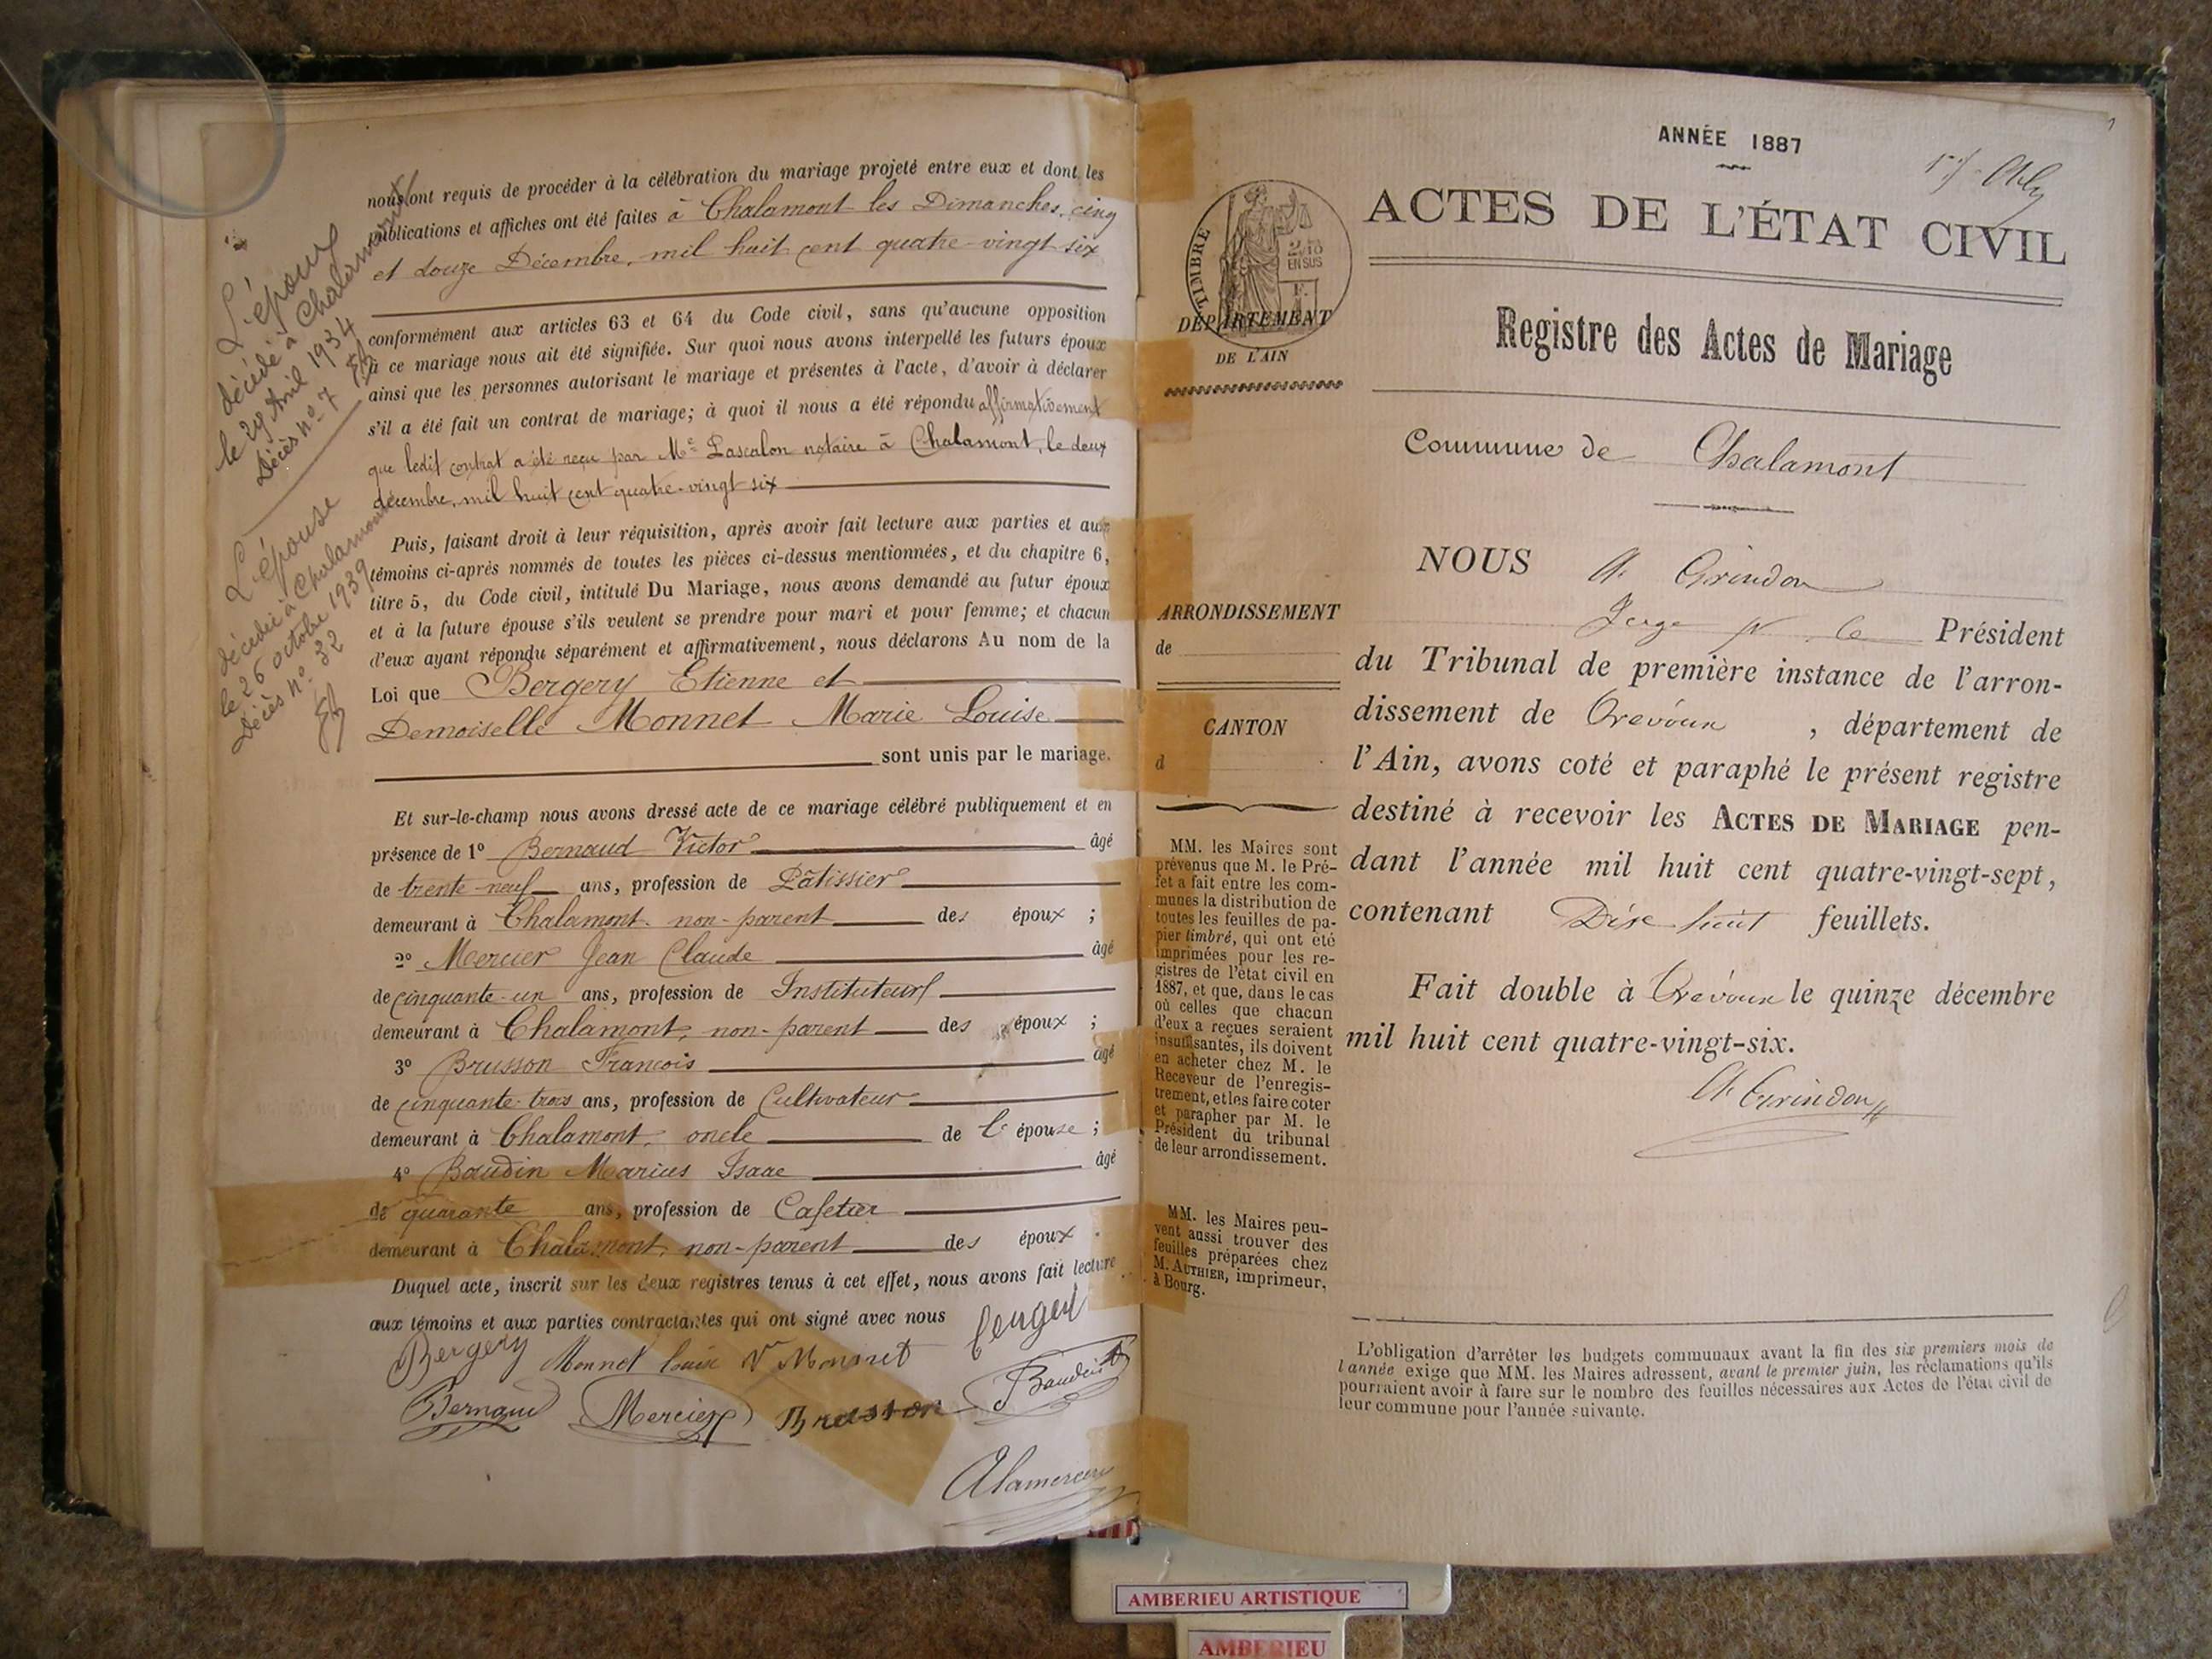 L'époux
décédé à Chalamont
le 29 Avril 1934
Décès n° 7
L'épouse
décédée à Chalamont
le 26 octobre 1939
Décès n° 32
nous ont requis de procéder à la célébration du mariage projeté entre eux et dont les
publications et affiches ont été faites à Chalamont les Dimanches, cinq
et douze Décembre, mil huit cent quatre-vingt six
conformément aux articles 63 et 64 du Code civil, sans qu'aucune opposition
à ce mariage nous ait été signifiée. Sur quoi nous avons interpellé les futurs époux
ainsi que les personnes autorisant le mariage et présentes à l'acte, d'avoir à déclarer
s'il a été fait un contrat de mariage; à quoi il nous a été répondu affirmativement
que ledit contrat a été reçu par Me Lascalon notaire à Chalamont, le deux
décembre, mil huit cent quatre-vingt six
Puis, faisant droit à leur réquisition, après avoir fait lecture aux parties et aux
témoins ci-après nommés de toutes les pièces ci-dessus mentionnées, et du chapitre 6,
titre 5, du Code civil, intitulé Du Mariage, nous avons demandé au futur époux
et à la future épouse s'ils veulent se prendre pour mari et pour femme; et chacun
d'eux ayant répondu séparément et affirmativement, nous déclarons Au nom de la
Loi que Bergery Etienne et
Demoiselle Monnet Marie Louise
sont unis par le mariage.
Et sur-le-champ nous avons dressé acte de ce mariage célébré publiquement et en
présence de 1° Bernaud Victor âgé
de trente-neuf ans, profession de Pâtissier
demeurant à Chalamont. non-parent des époux ;
2° Mercier Jean Claude âgé
de cinquante-un ans, profession de Instituteur
demeurant à Chalamont, non-parent des époux ;
3° Brusson Francois âgé
de cinquante-trois ans, profession de Cultivateur
demeurant à Chalamont, oncle de l'épouse ;
4° Baudin Marius Isaac âgé
de quarante ans, profession de Cafetier
demeurant à Chalamont, non-parent des époux.
Duquel acte, inscrit sur les deux registres tenus à cet effet, nous avons fait lecture
aux témoins et aux parties contractantes qui ont signé avec nous
Bergery Monnet Louise Ve Monnet
Bernaud Mercier Brusson Baudin
Alamercery
ANNÉE 1887
ACTES DE L'ÉTAT CIVIL
Registre des Actes de Mariage
Commune de Chalamont
TIMBRE
2/10
EN SUS
DÉPARTEMENT
DE L'AIN
ARRONDISSEMENT
de
CANTON
d
MM. les Maires sont
prévenus que M. le Pré-
fet a fait entre les com-
munes la distribution de
toutes les feuilles de pa-
pier timbré, qui ont été
imprimées pour les re-
gistres de l'état civil en
1887, et que, dans le cas
où celles que chacun
d'eux a reçues seraient
insuffisantes, ils doivent
en acheter chez M. le
Receveur de l'enregis-
trement, et les faire coter
et parapher par M. le
Président du tribunal
de leur arrondissement.
MM. les Maires peu-
vent aussi trouver des
feuilles préparées chez
M. AUTHIER, imprimeur,
à Bourg.
NOUS A. Grindon
Juge p. le Président
du Tribunal de première instance de l'arron-
dissement de Trévoux , département de
l'Ain, avons coté et paraphé le présent registre
destiné à recevoir les ACTES DE MARIAGE pen-
dant l'année mil huit cent quatre-vingt-sept,
contenant Dix huit feuillets.
Fait double à Trévoux le quinze décembre
mil huit cent quatre-vingt-six.
A. Grindon
L'obligation d'arrêter les budgets communaux avant la fin des six premiers mois de
l'année exige que MM. les Maires adressent, avant le premier juin, les réclamations qu'ils
pourraient avoir à faire sur le nombre des feuilles nécessaires aux Actes de l'état civil de
leur commune pour l'année suivante.
AMBERIEU ARTISTIQUE
AMBERIEU